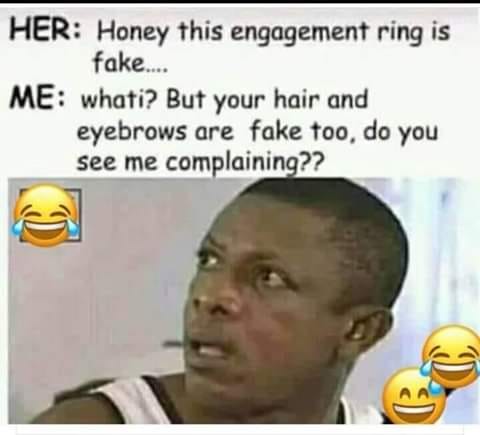 HER: Honey this engagement ring is
fake....
ME: whati? But your hair and
eyebrows are fake too, do you
see me complaining??